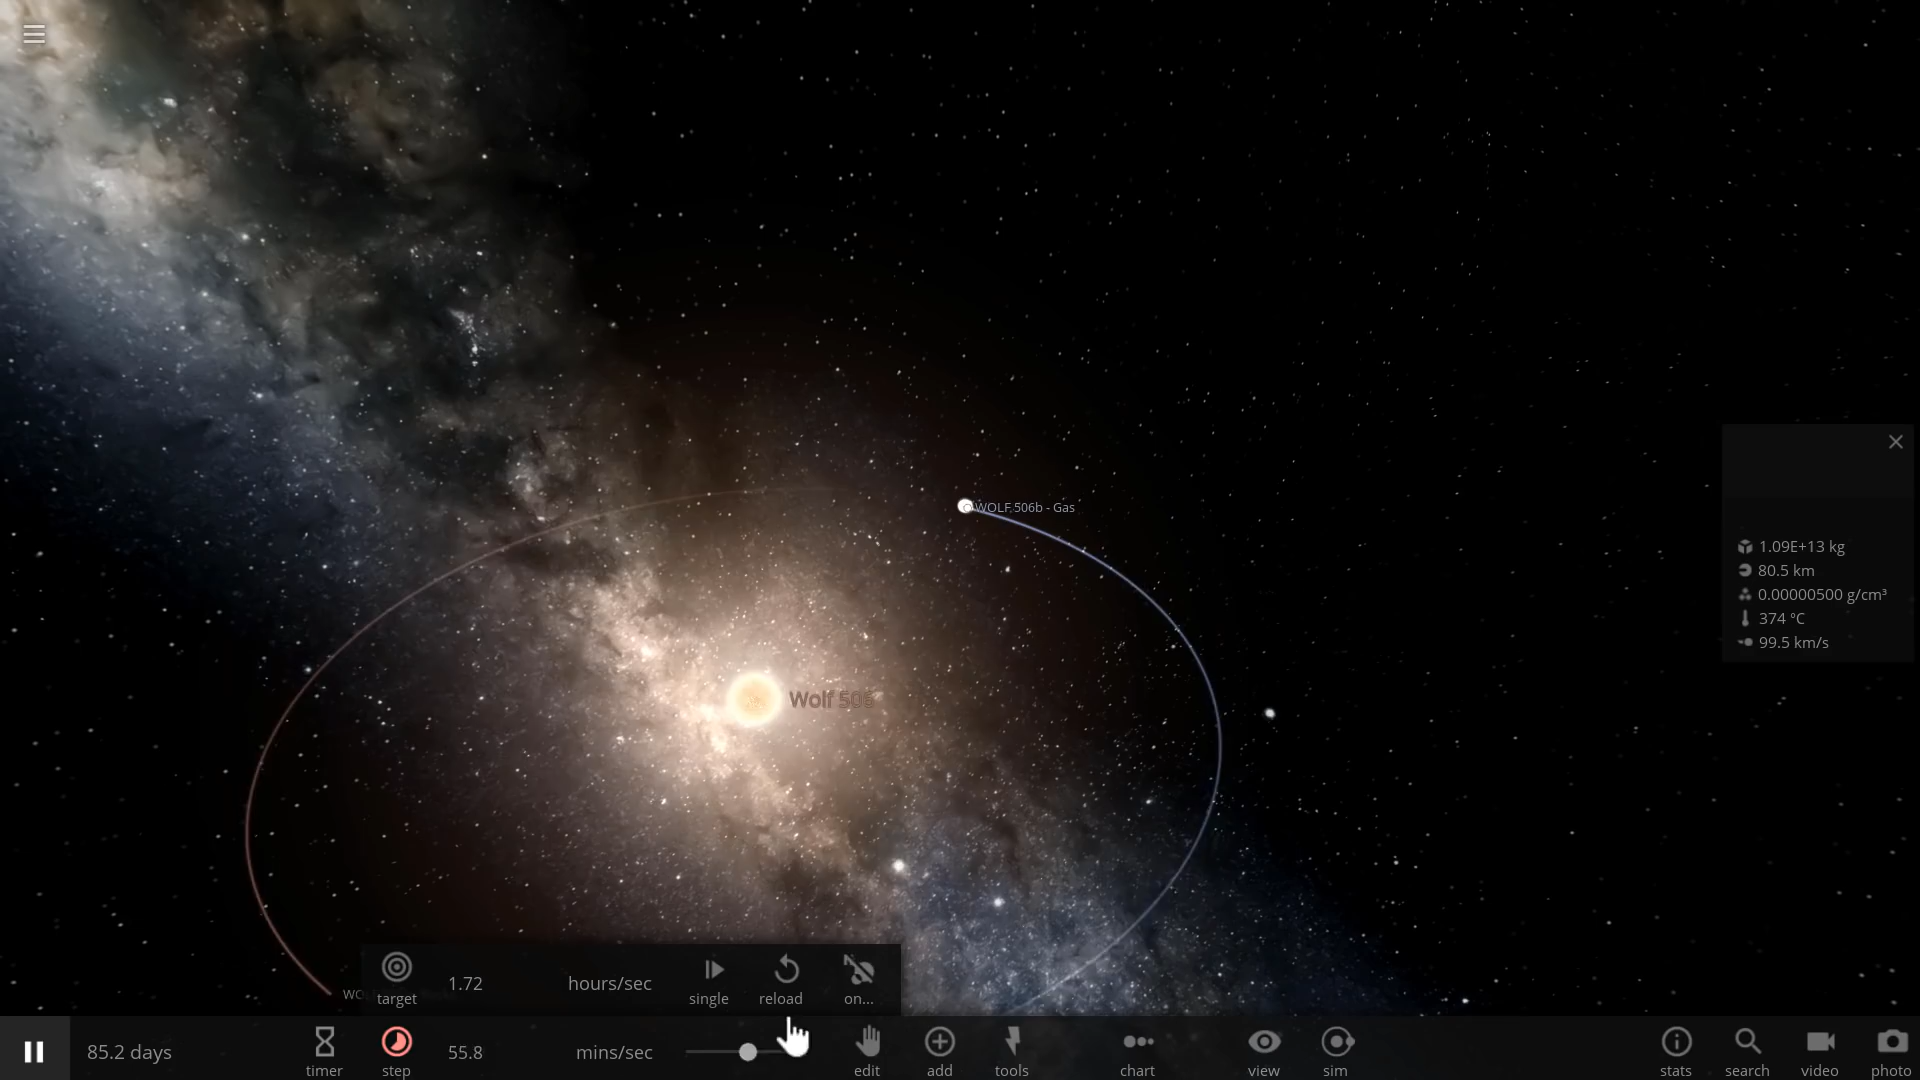 WOLF 506b - Gas
1.09E+13 kg
80.5 km
0.00000500 g/cm³
374 °C
99.5 km/s
Wolf 506
target
1.72
hours/sec
single
reload
on...
85.2 days
timer
step
55.8
mins/sec
edit
add
tools
chart
view
sim
stats
search
video
photo